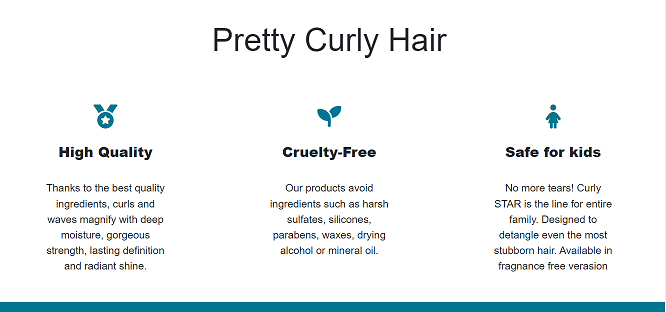 Pretty Curly Hair
High Quality
Thanks to the best quality
ingredients, curls and
waves magnify with deep
moisture, gorgeous
strength, lasting definition
and radiant shine.
Cruelty-Free
Our products avoid
ingredients such as harsh
sulfates, silicones,
parabens, waxes, drying
alcohol or mineral oil.
Safe for kids
No more tears! Curly
STAR is the line for entire
family. Designed to
detangle even the most
stubborn hair. Available in
fragnance free verasion